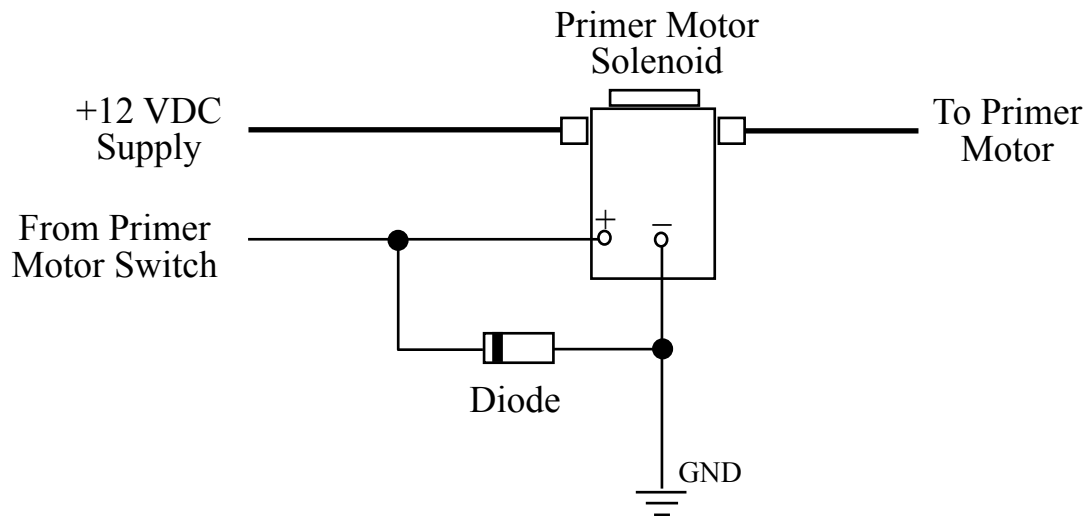 Primer Motor
Solenoid
+12 VDC
Supply
To Primer
Motor
From Primer
Motor Switch
+
−
Diode
GND